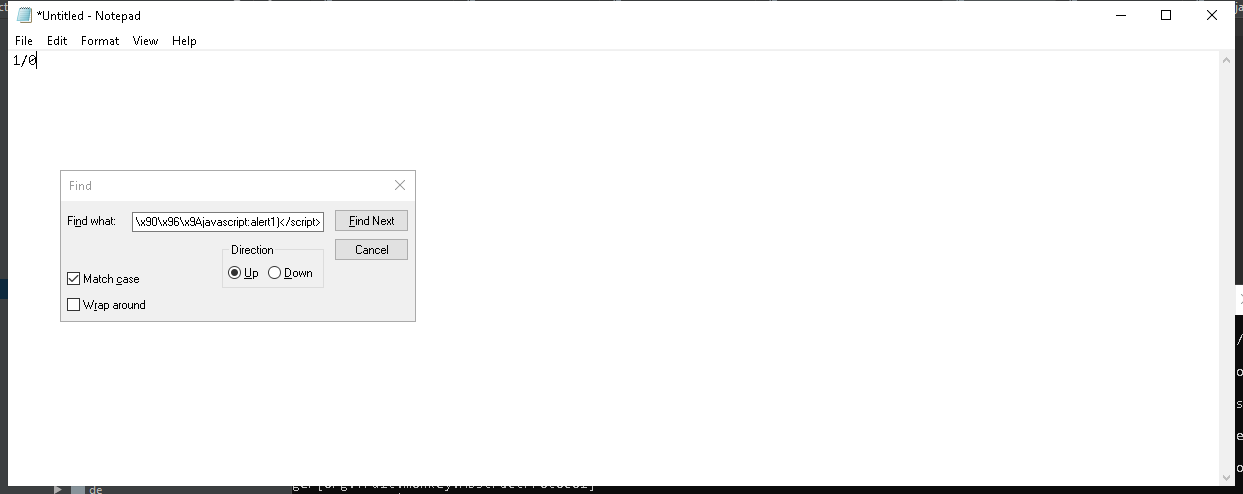 *Untitled - Notepad
File Edit Format View Help
1/0
Find
Find what: \x90\x96\x9Ajavascript:alert1)</script> Find Next
Direction Cancel
Up Down
Match case
Wrap around
de